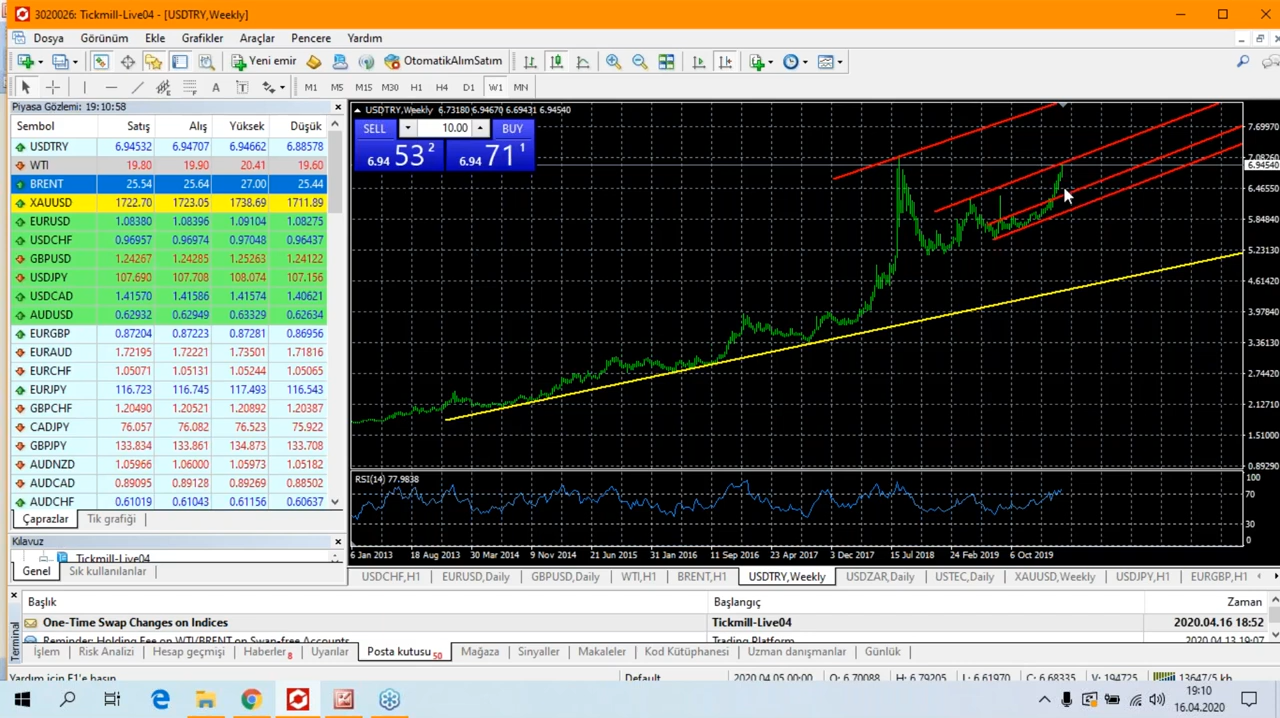 3020026: Tickmill-Live04 - [USDTRY,Weekly]
Dosya Görünüm Ekle Grafikler Araçlar Pencere Yardım
Yeni emir OtomatikAlımSatım
A T M1 M5 M15 M30 H1 H4 D1 W1 MN
Piyasa Gözlemi: 19:10:58
Sembol Satış Alış Yüksek Düşük
USDTRY 6.94532 6.94707 6.94662 6.88578
WTI 19.80 19.90 20.41 19.60
BRENT 25.54 25.64 27.00 25.44
XAUUSD 1722.70 1723.05 1738.69 1711.89
EURUSD 1.08380 1.08396 1.09104 1.08275
USDCHF 0.96957 0.96974 0.97048 0.96437
GBPUSD 1.24267 1.24285 1.25263 1.24122
USDJPY 107.690 107.708 108.074 107.156
USDCAD 1.41570 1.41586 1.41574 1.40621
AUDUSD 0.62932 0.62949 0.63329 0.62634
EURGBP 0.87204 0.87223 0.87281 0.86956
EURAUD 1.72195 1.72221 1.73501 1.71816
EURCHF 1.05071 1.05131 1.05244 1.05065
EURJPY 116.723 116.745 117.493 116.543
GBPCHF 1.20490 1.20521 1.20892 1.20387
CADJPY 76.057 76.082 76.523 75.922
GBPJPY 133.834 133.861 134.873 133.708
AUDNZD 1.05966 1.06000 1.05973 1.05182
AUDCAD 0.89095 0.89128 0.89269 0.88502
AUDCHF 0.61019 0.61043 0.61156 0.60637
Çaprazlar Tik grafiği
Kılavuz
Tickmill-Live04
Genel Sık kullanılanlar
USDTRY,Weekly 6.73180 6.94670 6.69431 6.94540
SELL 10.00 BUY
6.94 53 2 6.94 71 1
7.69970
7.08260
6.94540
6.46550
5.84840
5.23130
4.61420
3.97840
3.36130
2.74420
2.12710
1.51000
0.89290
RSI(14) 77.9838
100
70
30
0
6 Jan 2013 18 Aug 2013 30 Mar 2014 9 Nov 2014 21 Jun 2015 31 Jan 2016 11 Sep 2016 23 Apr 2017 3 Dec 2017 15 Jul 2018 24 Feb 2019 6 Oct 2019
USDCHF,H1 EURUSD,Daily GBPUSD,Daily WTI,H1 BRENT,H1 USDTRY,Weekly USDZAR,Daily USTEC,Daily XAUUSD,Weekly USDJPY,H1 EURGBP,H1
Başlık Başlangıç Zaman
One-Time Swap Changes on Indices Tickmill-Live04 2020.04.16 18:52
Reminder: Holding Fee on WTI/BRENT on Swap-free Accounts Trading Platform 2020.04.13 19:07
Terminal
İşlem Risk Analizi Hesap geçmişi Haberler 8 Uyarılar Posta kutusu 50 Mağaza Sinyaller Makaleler Kod Kütüphanesi Uzman danışmanlar Günlük
Yardım için F1'e basın Default 2020.04.05 00:00 O: 6.70088 H: 6.79205 L: 6.61970 C: 6.68335 V: 194725 13647/5 kb
19:10
16.04.2020